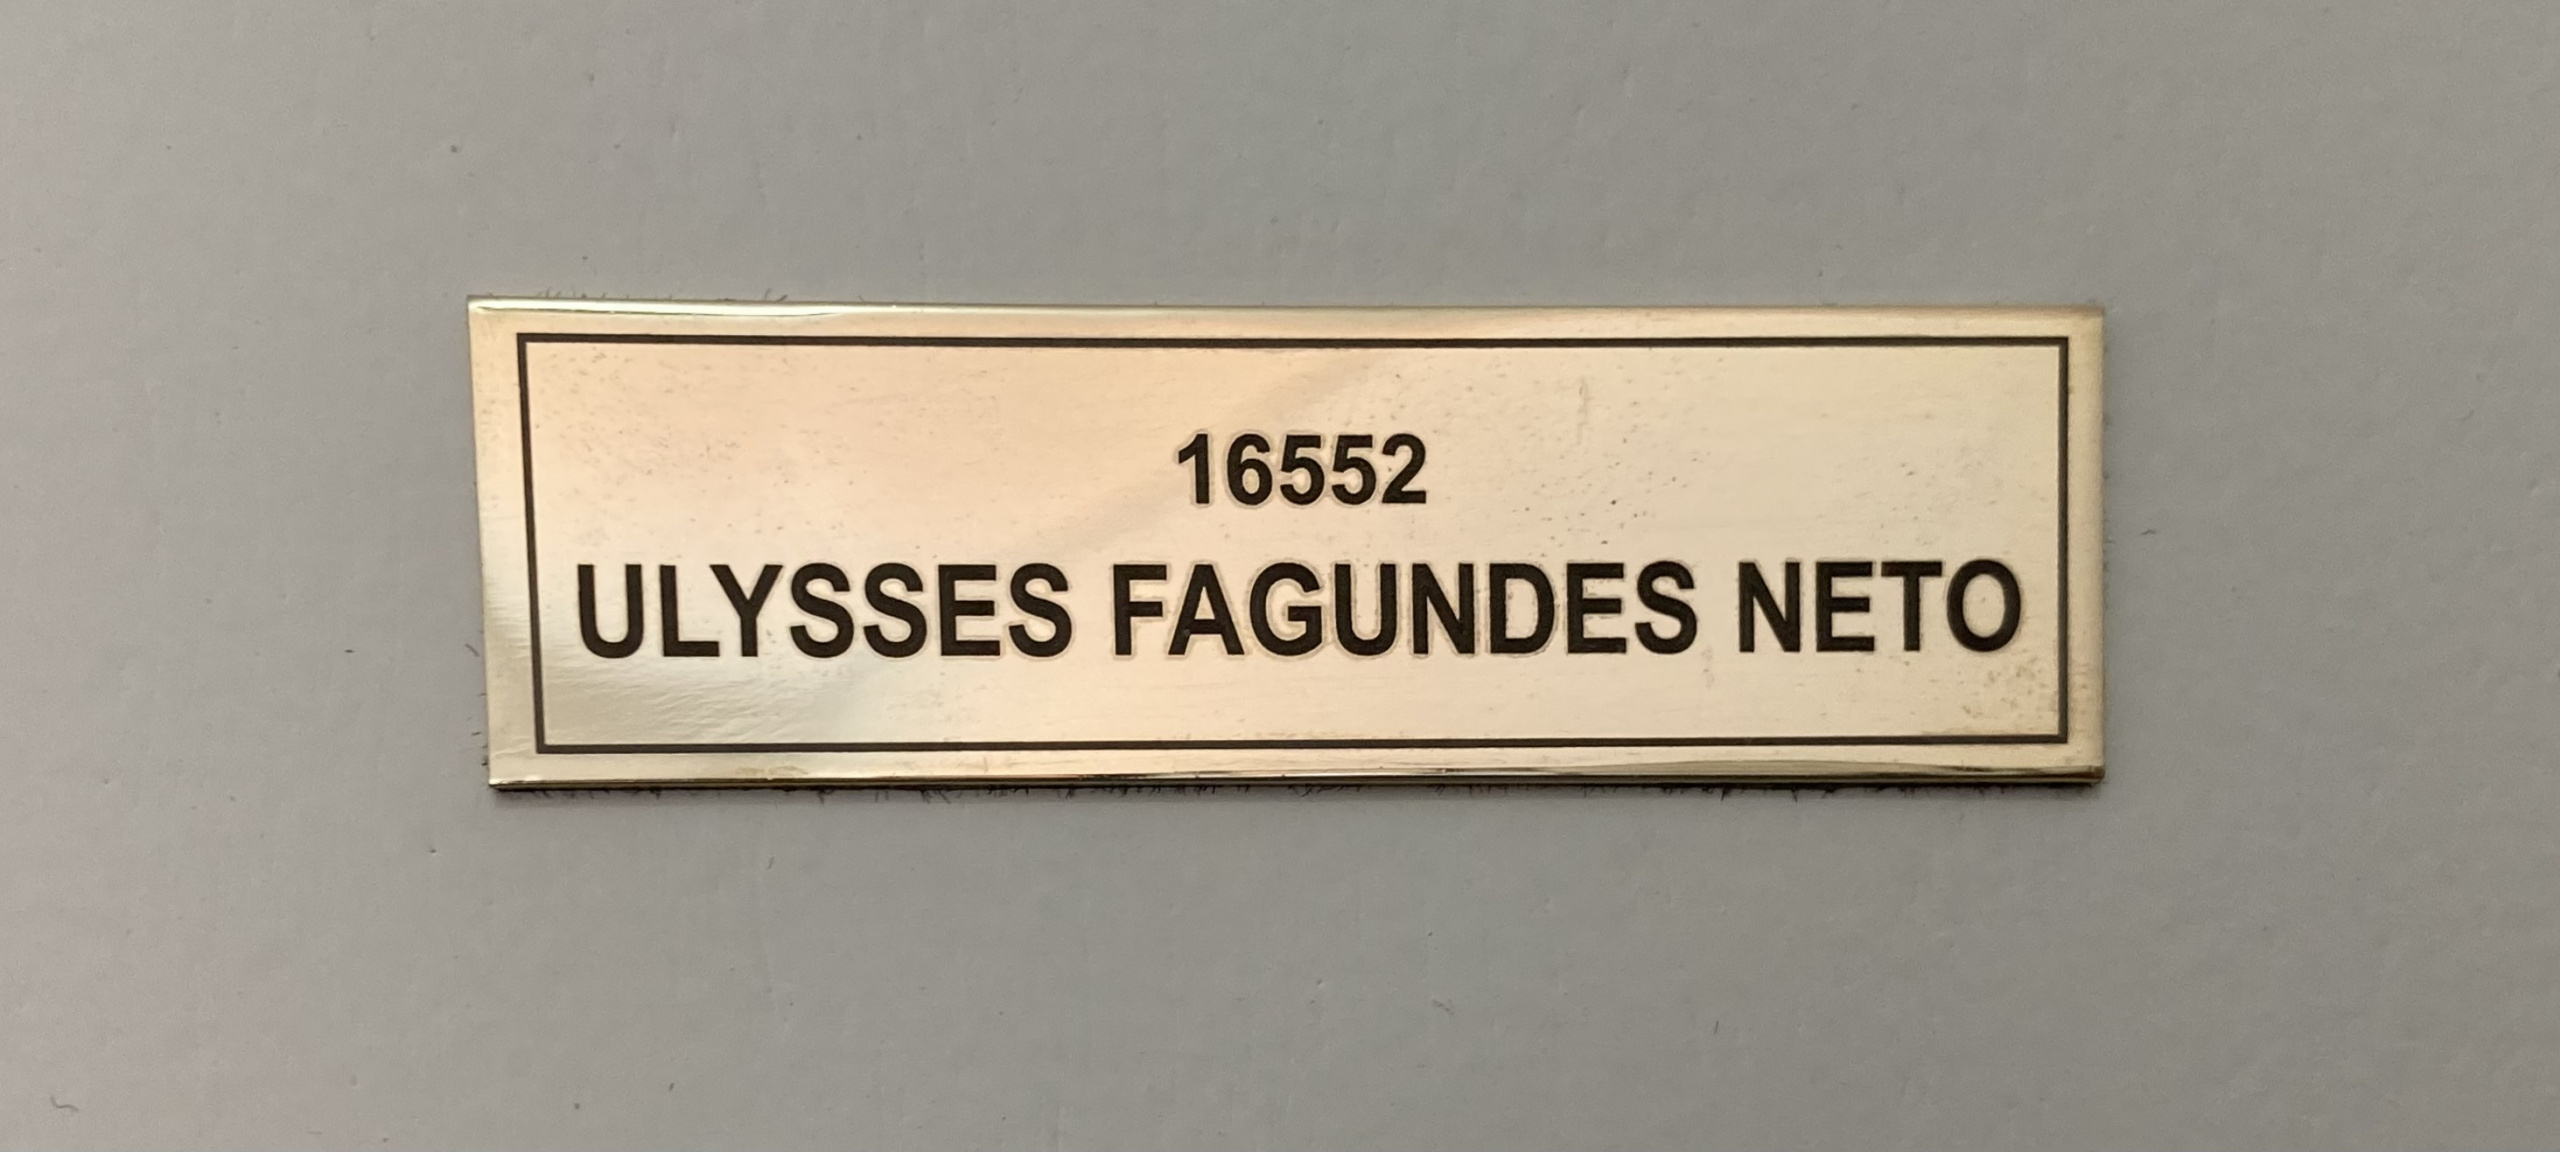 16552
ULYSSES FAGUNDES NETO